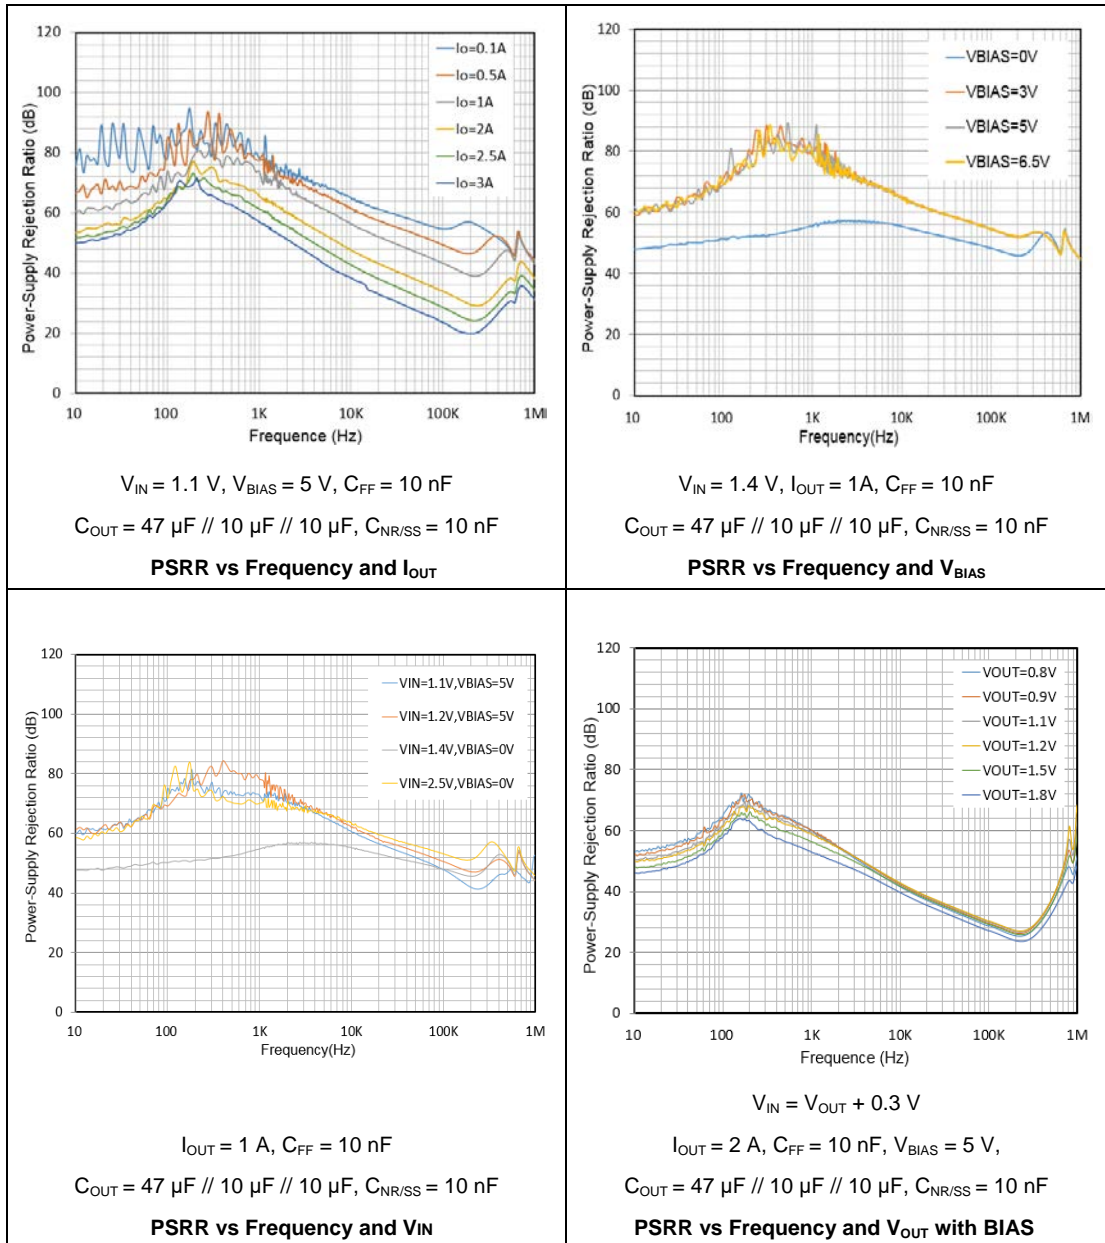 120
100
80
60
40
20
0
Power-Supply Rejection Ratio (dB)
Io=0.1A
Io=0.5A
Io=1A
Io=2A
Io=2.5A
Io=3A
10 100 1K 10K 100K 1M
Frequence (Hz)
VIN = 1.1 V, VBIAS = 5 V, CFF = 10 nF
COUT = 47 µF // 10 µF // 10 µF, CNR/SS = 10 nF
PSRR vs Frequency and IOUT
120
100
80
60
40
20
0
Power-Supply Rejection Ratio (dB)
VBIAS=0V
VBIAS=3V
VBIAS=5V
VBIAS=6.5V
10 100 1K 10K 100K 1M
Frequency(Hz)
VIN = 1.4 V, IOUT = 1A, CFF = 10 nF
COUT = 47 µF // 10 µF // 10 µF, CNR/SS = 10 nF
PSRR vs Frequency and VBIAS
120
100
80
60
40
20
0
Power-Supply Rejection Ratio (dB)
VIN=1.1V,VBIAS=5V
VIN=1.2V,VBIAS=5V
VIN=1.4V,VBIAS=0V
VIN=2.5V,VBIAS=0V
10 100 1K 10K 100K 1M
Frequency(Hz)
IOUT = 1 A, CFF = 10 nF
COUT = 47 µF // 10 µF // 10 µF, CNR/SS = 10 nF
PSRR vs Frequency and VIN
120
100
80
60
40
20
0
Power-Supply Rejection Ratio (dB)
VOUT=0.8V
VOUT=0.9V
VOUT=1.1V
VOUT=1.2V
VOUT=1.5V
VOUT=1.8V
10 100 1K 10K 100K 1M
Frequence (Hz)
VIN = VOUT + 0.3 V
IOUT = 2 A, CFF = 10 nF, VBIAS = 5 V,
COUT = 47 µF // 10 µF // 10 µF, CNR/SS = 10 nF
PSRR vs Frequency and VOUT with BIAS